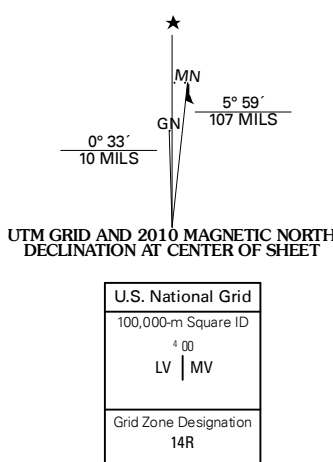 ★
MN
5° 59´
107 MILS
GN
0° 33´
10 MILS
UTM GRID AND 2010 MAGNETIC NORTH
DECLINATION AT CENTER OF SHEET
U.S. National Grid
100,000-m Square ID
4 00
LV | MV
Grid Zone Designation
14R